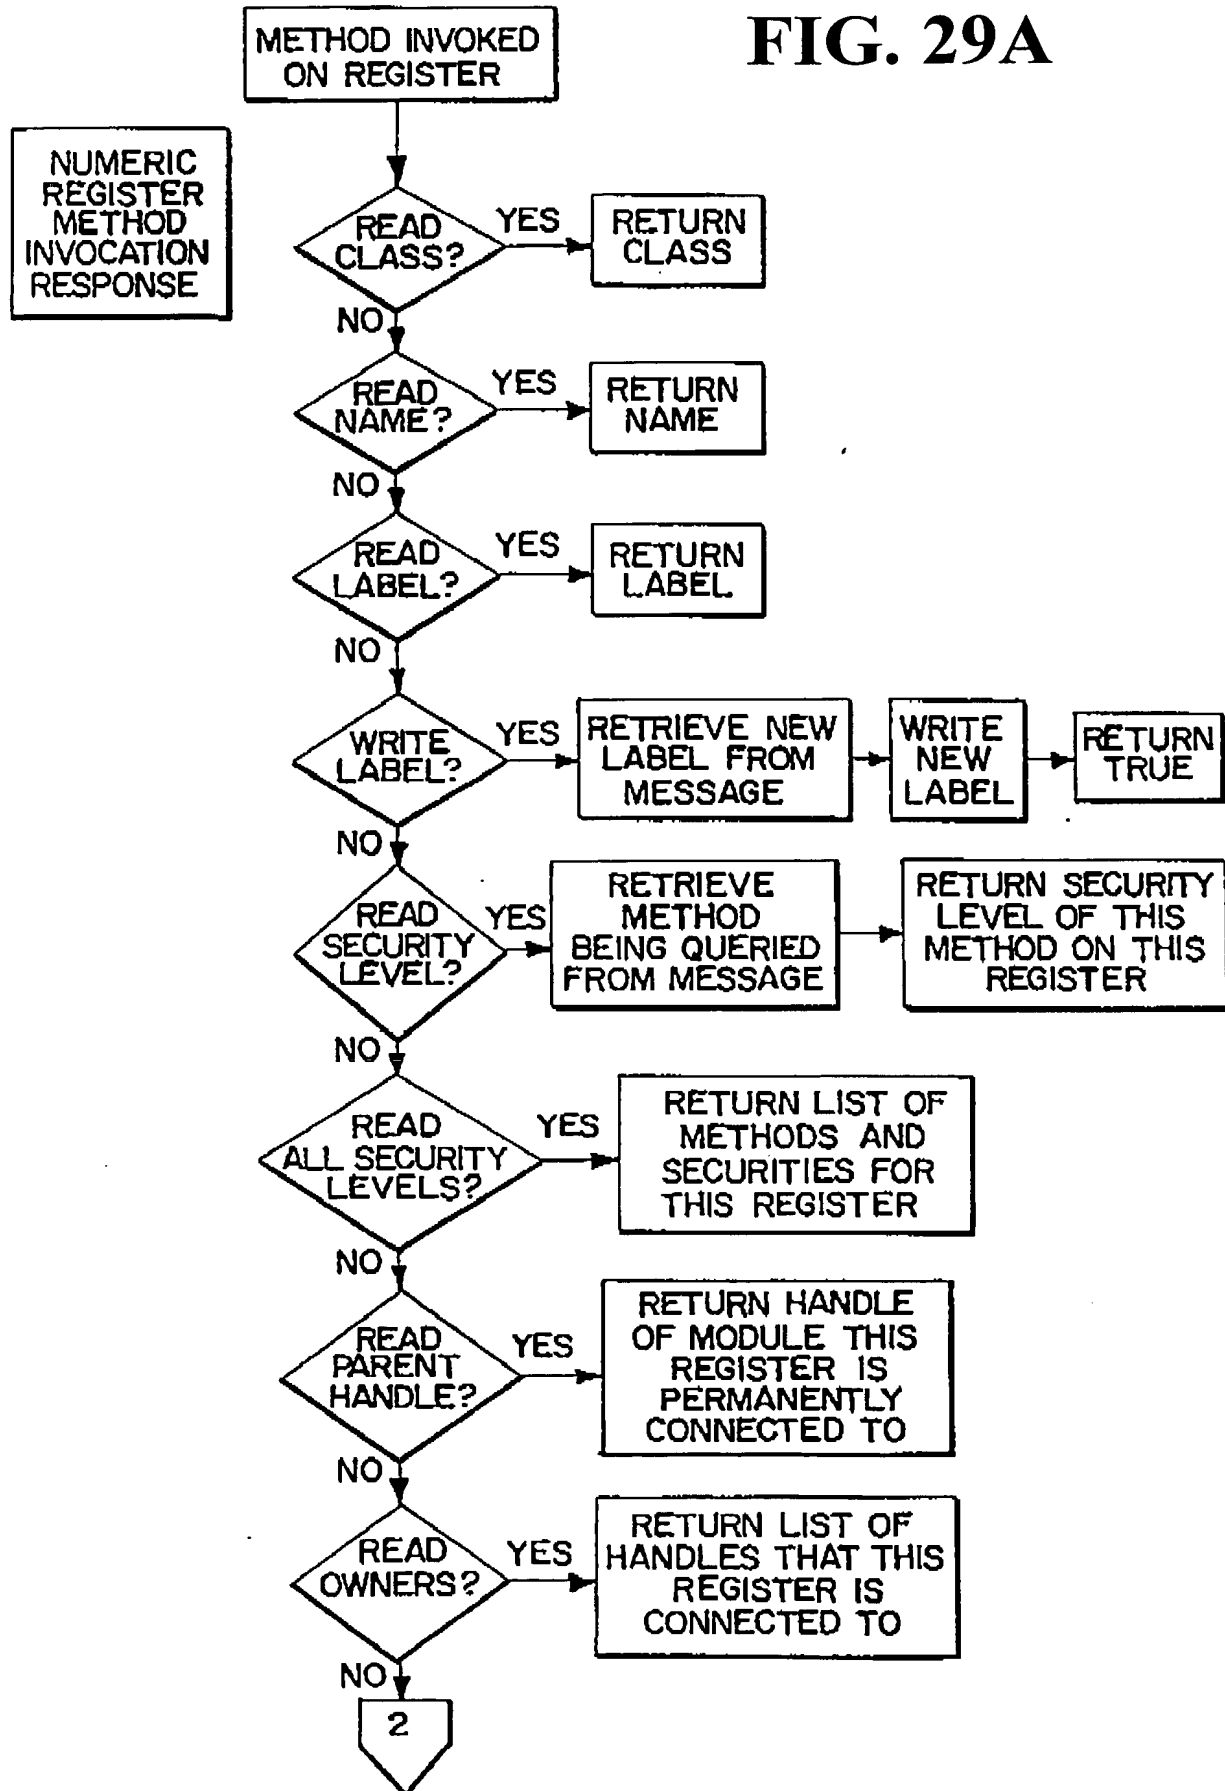 FIG. 29A
METHOD INVOKED
ON REGISTER
NUMERIC
REGISTER
METHOD
INVOCATION
RESPONSE
READ
CLASS?
YES
RETURN
CLASS
NO
READ
NAME?
YES
RETURN
NAME
NO
READ
LABEL?
YES
RETURN
LABEL
NO
WRITE
LABEL?
YES
RETRIEVE NEW
LABEL FROM
MESSAGE
WRITE
NEW
LABEL
RETURN
TRUE
NO
READ
SECURITY
LEVEL?
YES
RETRIEVE
METHOD
BEING QUERIED
FROM MESSAGE
RETURN SECURITY
LEVEL OF THIS
METHOD ON THIS
REGISTER
NO
READ
ALL SECURITY
LEVELS?
YES
RETURN LIST OF
METHODS AND
SECURITIES FOR
THIS REGISTER
NO
READ
PARENT
HANDLE?
YES
RETURN HANDLE
OF MODULE THIS
REGISTER IS
PERMANENTLY
CONNECTED TO
NO
READ
OWNERS?
YES
RETURN LIST OF
HANDLES THAT THIS
REGISTER IS
CONNECTED TO
NO
2